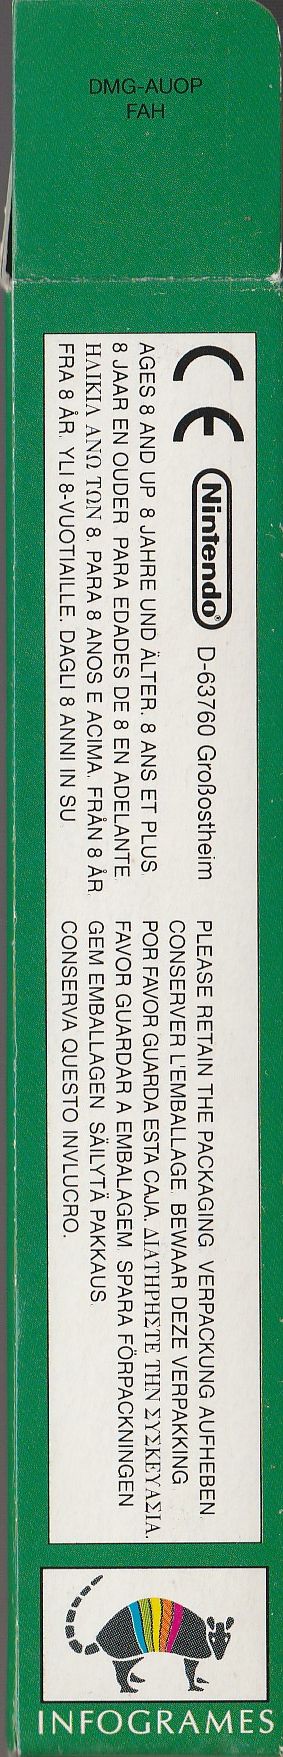 DMG-AUOP
FAH
CE Nintendo® D-63760 Großostheim
AGES 8 AND UP. 8 JAHRE UND ÄLTER. 8 ANS ET PLUS.
8 JAAR EN OUDER. PARA EDADES DE 8 EN ADELANTE.
ΗΛΙΚΙΑ ΑΝΩ ΤΩΝ 8. PARA 8 ANOS E ACIMA. FRÅN 8 ÅR.
FRA 8 ÅR. YLI 8-VUOTIAILLE. DAGLI 8 ANNI IN SU
PLEASE RETAIN THE PACKAGING. VERPACKUNG AUFHEBEN.
CONSERVER L'EMBALLAGE. BEWAAR DEZE VERPAKKING.
POR FAVOR GUARDA ESTA CAJA. ΔΙΑΤΗΡΗΣΤΕ ΤΗΝ ΣΥΣΚΕΥΑΣΙΑ.
FAVOR GUARDAR A EMBALAGEM. SPARA FÖRPACKNINGEN.
GEM EMBALLAGEN. SÄILYTÄ PAKKAUS.
CONSERVA QUESTO INVLUCRO.
INFOGRAMES